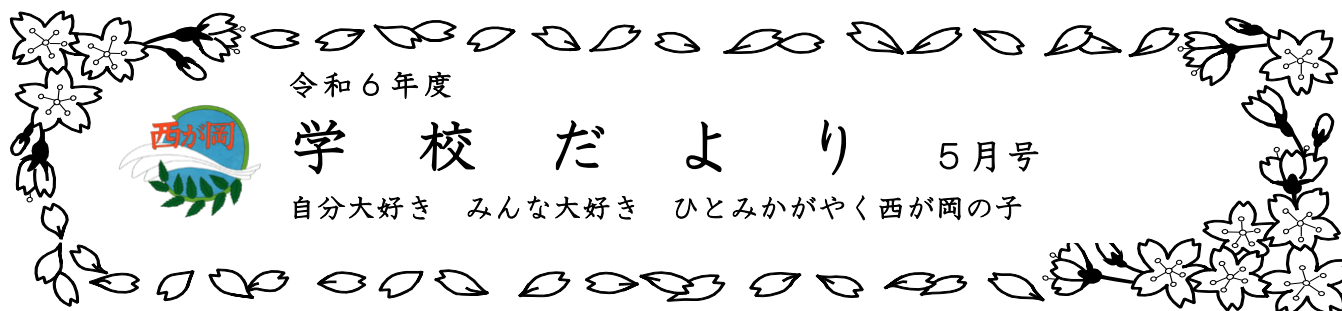 令和６年度
西が岡
学校だより　５月号
自分大好き　みんな大好き　ひとみかがやく西が岡の子